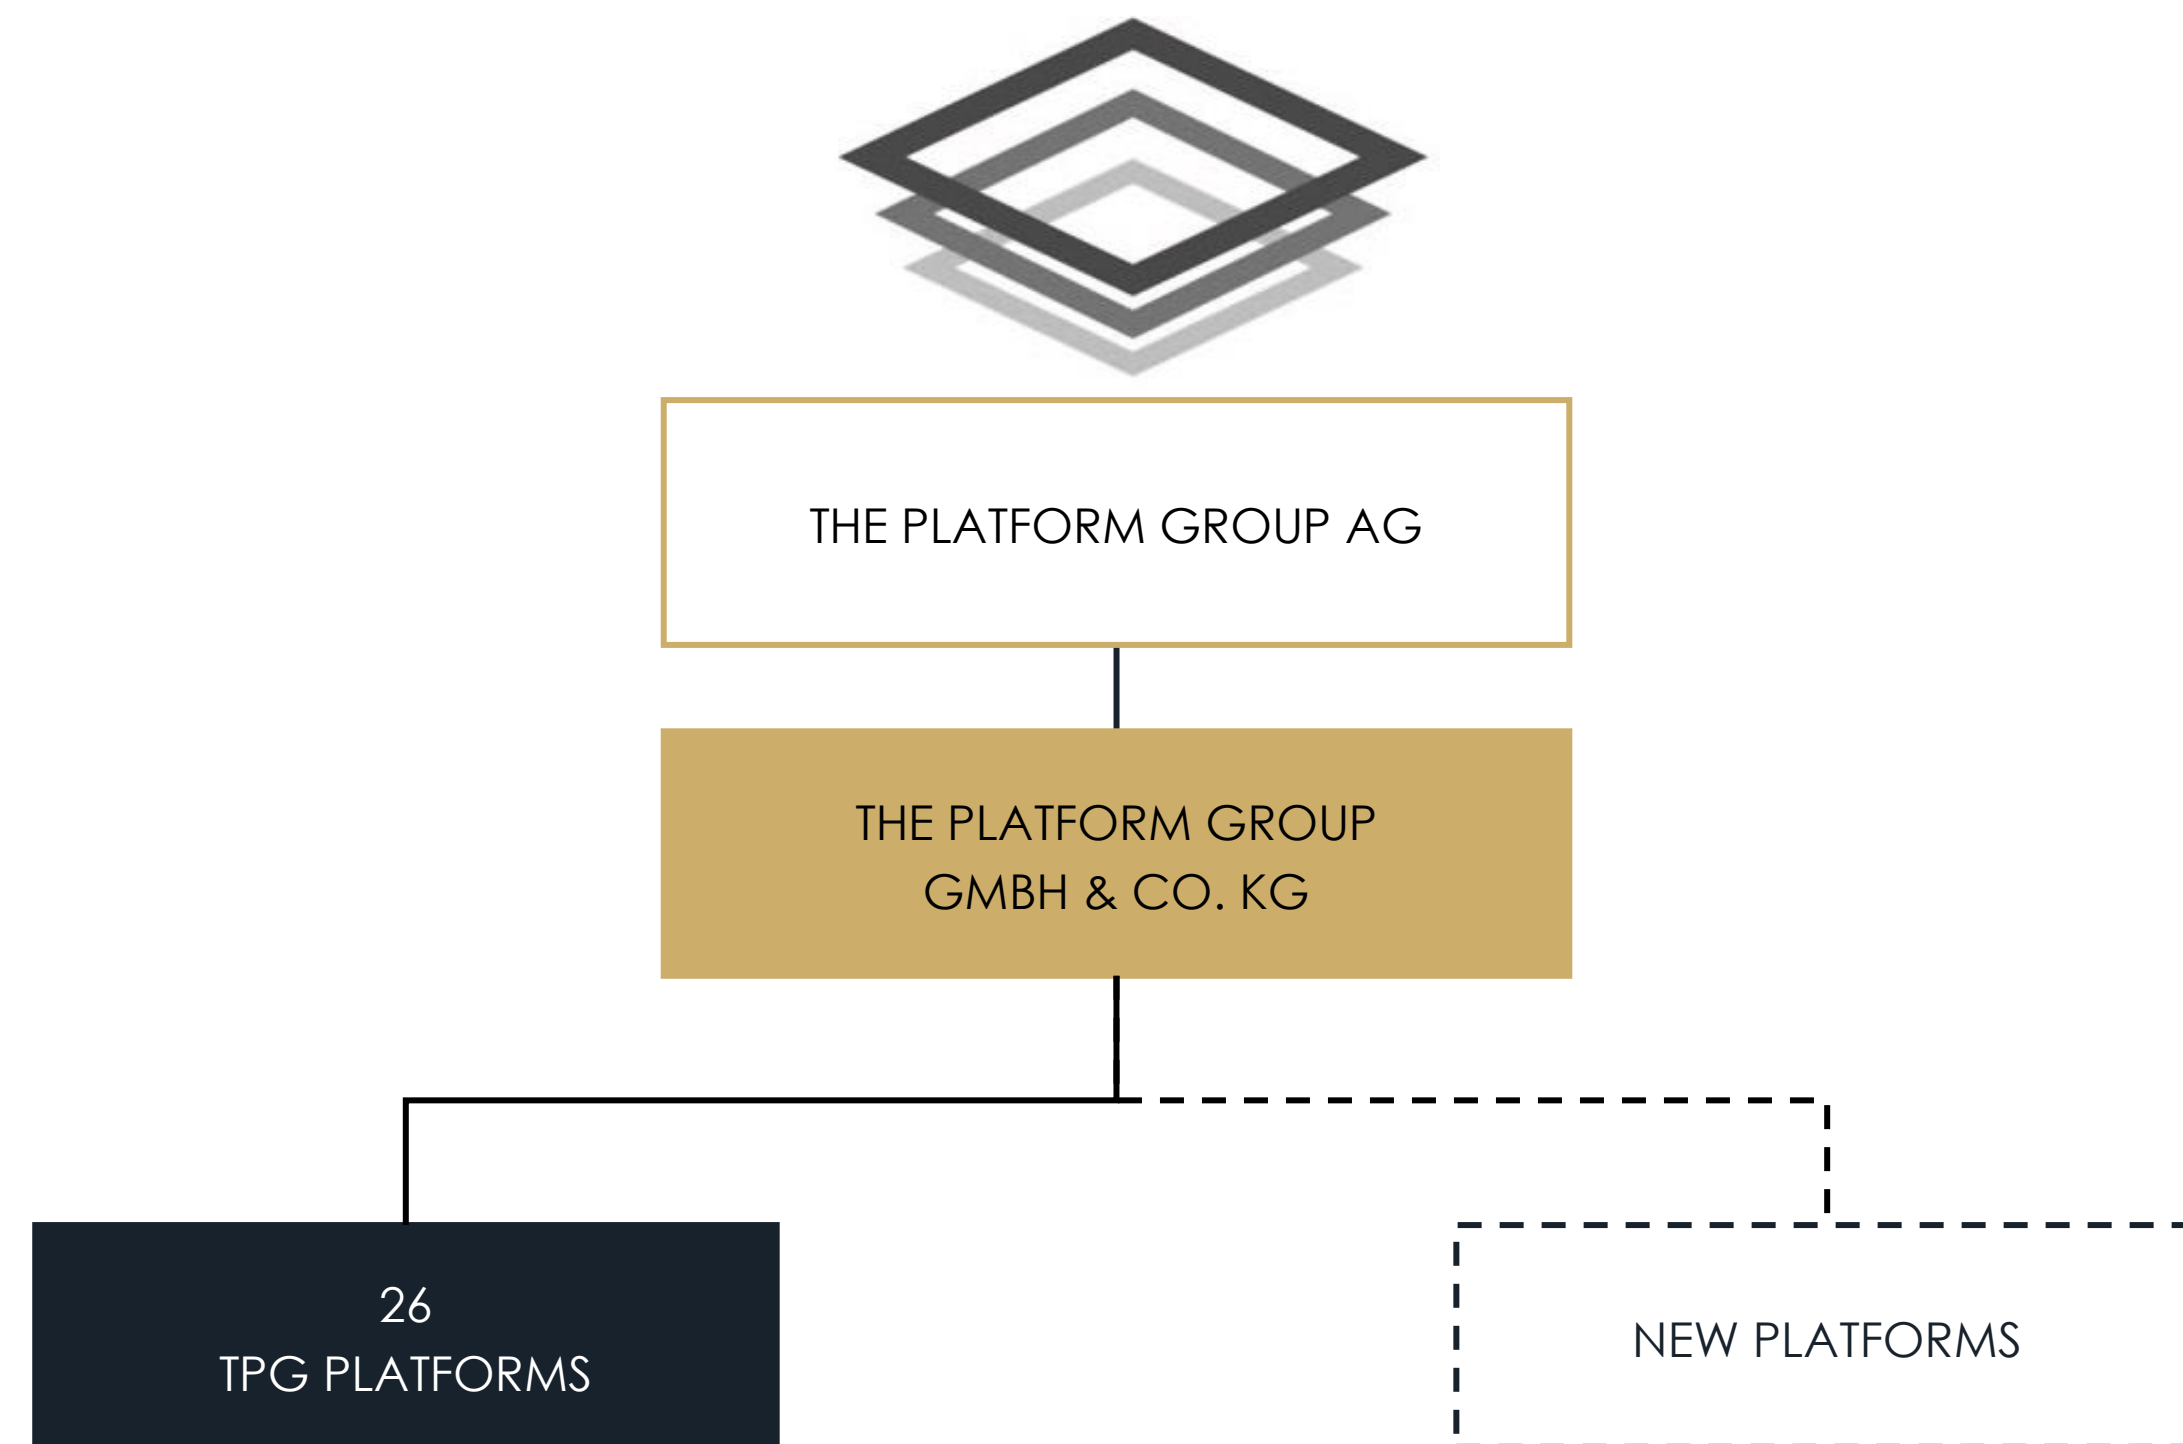 THE PLATFORM GROUP AG
THE PLATFORM GROUP
GMBH & CO. KG
26
TPG PLATFORMS
NEW PLATFORMS